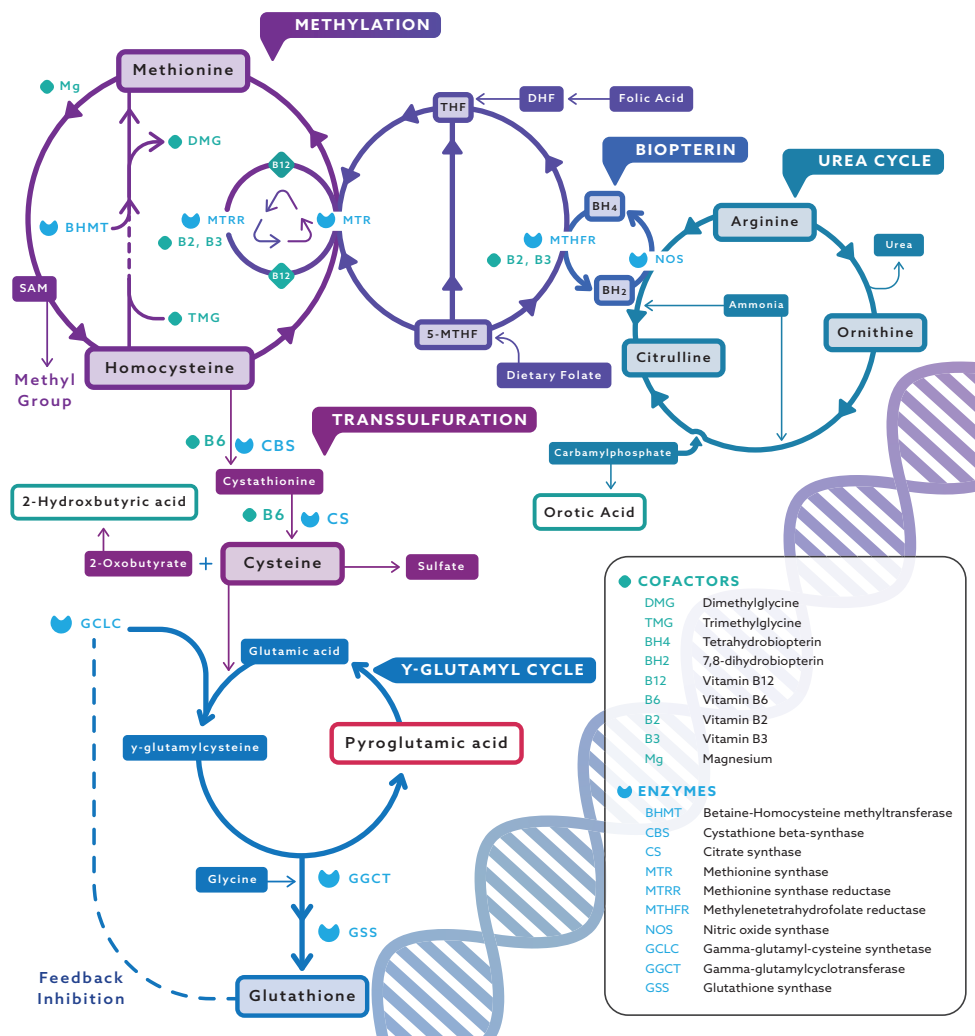 METHYLATION
Methionine
Mg
DMG
BHMT
SAM
TMG
Homocysteine
Methyl
Group
B12
MTRR
B2, B3
MTR
B12
THF
DHF
Folic Acid
BIOPTERIN
BH4
MTHFR
B2, B3
NOS
BH2
5-MTHF
Dietary Folate
UREA CYCLE
Arginine
Urea
Ammonia
Ornithine
Citrulline
Carbamylphosphate
Orotic Acid
TRANSSULFURATION
B6
CBS
Cystathionine
B6
CS
2-Hydroxbutyric acid
2-Oxobutyrate
+
Cysteine
Sulfate
GCLC
Glutamic acid
Y-GLUTAMYL CYCLE
y-glutamylcysteine
Pyroglutamic acid
Glycine
GGCT
GSS
Feedback
Inhibition
Glutathione
COFACTORS
DMG Dimethylglycine
TMG Trimethylglycine
BH4 Tetrahydrobiopterin
BH2 7,8-dihydrobiopterin
B12 Vitamin B12
B6 Vitamin B6
B2 Vitamin B2
B3 Vitamin B3
Mg Magnesium
ENZYMES
BHMT Betaine-Homocysteine methyltransferase
CBS Cystathione beta-synthase
CS Citrate synthase
MTR Methionine synthase
MTRR Methionine synthase reductase
MTHFR Methylenetetrahydrofolate reductase
NOS Nitric oxide synthase
GCLC Gamma-glutamyl-cysteine synthetase
GGCT Gamma-glutamylcyclotransferase
GSS Glutathione synthase